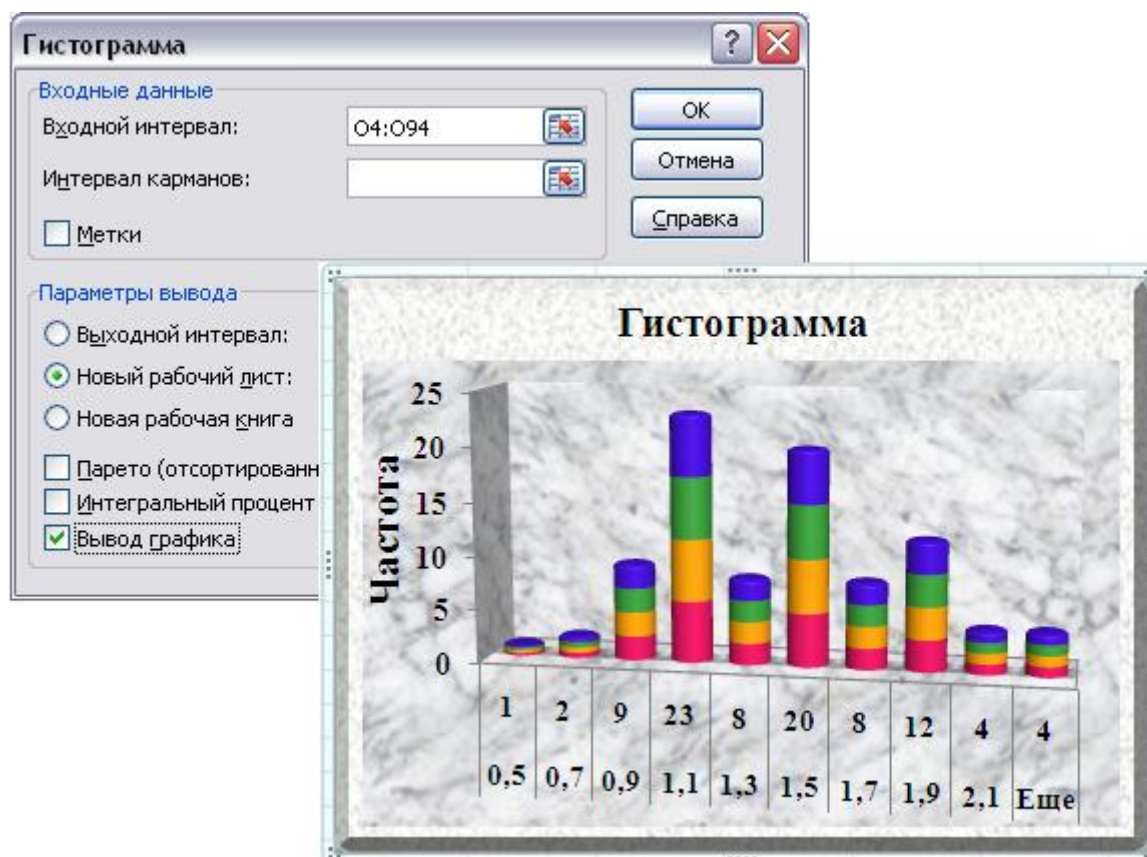 Гистограмма
Входные данные
Входной интервал:
O4:O94
Интервал карманов:
Метки
ОК
Отмена
Справка
Параметры вывода
Выходной интервал:
Новый рабочий лист:
Новая рабочая книга
Парето (отсортированн
Интегральный процент
Вывод графика
Гистограмма
Частота
25
20
15
10
5
0
1 2 9 23 8 20 8 12 4 4
0,5 0,7 0,9 1,1 1,3 1,5 1,7 1,9 2,1 Еще